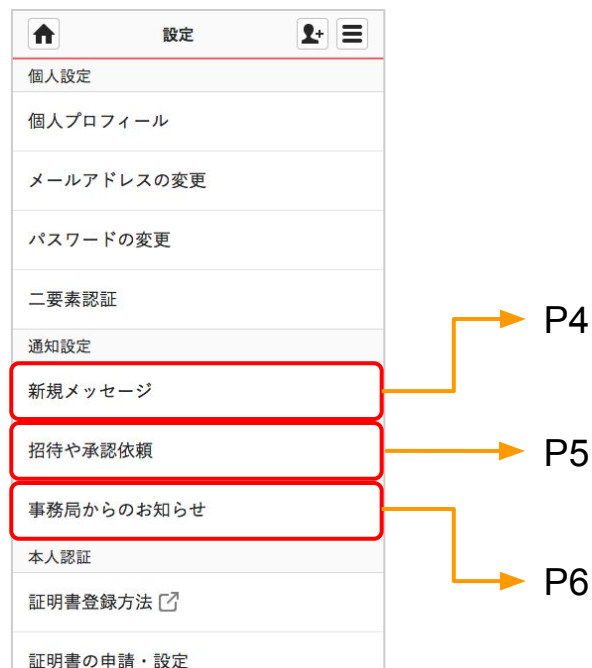 設定
個人設定
個人プロフィール
メールアドレスの変更
パスワードの変更
二要素認証
通知設定
新規メッセージ
P4
招待や承認依頼
P5
事務局からのお知らせ
P6
本人認証
証明書登録方法
証明書の申請・設定